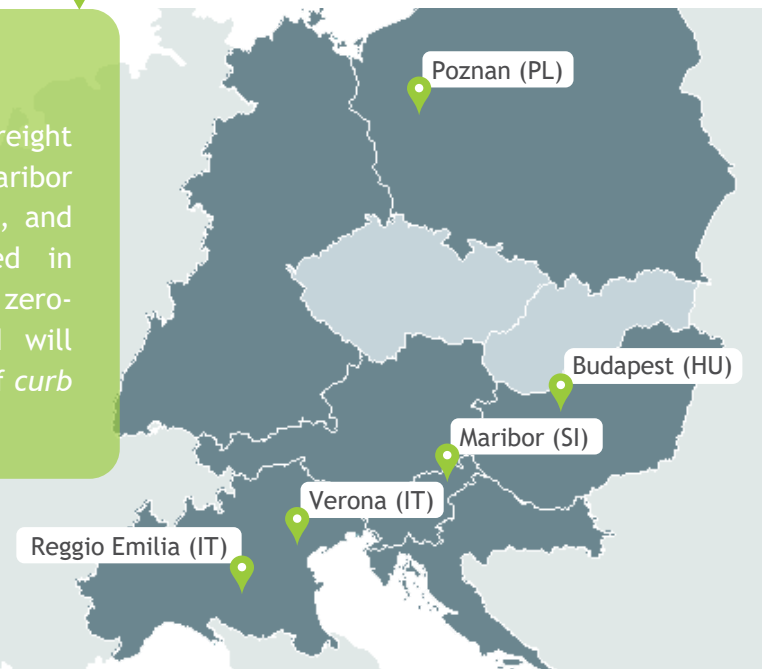 reight
aribor
, and
ed in
zero-
will
curb
Poznan (PL)
Budapest (HU)
Maribor (SI)
Verona (IT)
Reggio Emilia (IT)